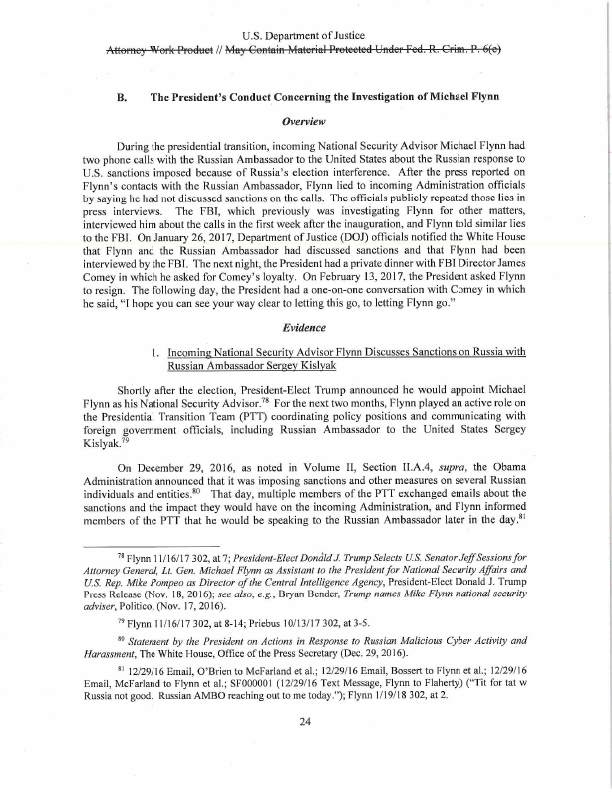 U.S. Department of Justice
Attorney Work Product // May Contain Material Protected Under Fed. R. Crim. P. 6(e)
B. The President's Conduct Concerning the Investigation of Michael Flynn
Overview
During the presidential transition, incoming National Security Advisor Michael Flynn had
two phone calls with the Russian Ambassador to the United States about the Russian response to
U.S. sanctions imposed because of Russia's election interference. After the press reported on
Flynn's contacts with the Russian Ambassador, Flynn lied to incoming Administration officials
by saying he had not discussed sanctions on the calls. The officials publicly repeated those lies in
press interviews. The FBI, which previously was investigating Flynn for other matters,
interviewed him about the calls in the first week after the inauguration, and Flynn told similar lies
to the FBI. On January 26, 2017, Department of Justice (DOJ) officials notified the White House
that Flynn and the Russian Ambassador had discussed sanctions and that Flynn had been
interviewed by the FBI. The next night, the President had a private dinner with FBI Director James
Comey in which he asked for Comey's loyalty. On February 13, 2017, the President asked Flynn
to resign. The following day, the President had a one-on-one conversation with Comey in which
he said, "I hope you can see your way clear to letting this go, to letting Flynn go."
Evidence
1. Incoming National Security Advisor Flynn Discusses Sanctions on Russia with
Russian Ambassador Sergey Kislyak
Shortly after the election, President-Elect Trump announced he would appoint Michael
Flynn as his National Security Advisor.78 For the next two months, Flynn played an active role on
the Presidential Transition Team (PTT) coordinating policy positions and communicating with
foreign government officials, including Russian Ambassador to the United States Sergey
Kislyak.79
On December 29, 2016, as noted in Volume II, Section II.A.4, supra, the Obama
Administration announced that it was imposing sanctions and other measures on several Russian
individuals and entities.80 That day, multiple members of the PTT exchanged emails about the
sanctions and the impact they would have on the incoming Administration, and Flynn informed
members of the PTT that he would be speaking to the Russian Ambassador later in the day.81
78 Flynn 11/16/17 302, at 7; President-Elect Donald J. Trump Selects U.S. Senator Jeff Sessions for
Attorney General, Lt. Gen. Michael Flynn as Assistant to the President for National Security Affairs and
U.S. Rep. Mike Pompeo as Director of the Central Intelligence Agency, President-Elect Donald J. Trump
Press Release (Nov. 18, 2016); see also, e.g., Bryan Bender, Trump names Mike Flynn national security
adviser, Politico, (Nov. 17, 2016).
79 Flynn 11/16/17 302, at 8-14; Priebus 10/13/17 302, at 3-5.
80 Statement by the President on Actions in Response to Russian Malicious Cyber Activity and
Harassment, The White House, Office of the Press Secretary (Dec. 29, 2016).
81 12/29/16 Email, O'Brien to McFarland et al.; 12/29/16 Email, Bossert to Flynn et al.; 12/29/16
Email, McFarland to Flynn et al.; SF000001 (12/29/16 Text Message, Flynn to Flaherty) ("Tit for tat w
Russia not good. Russian AMBO reaching out to me today."); Flynn 1/19/18 302, at 2.
24